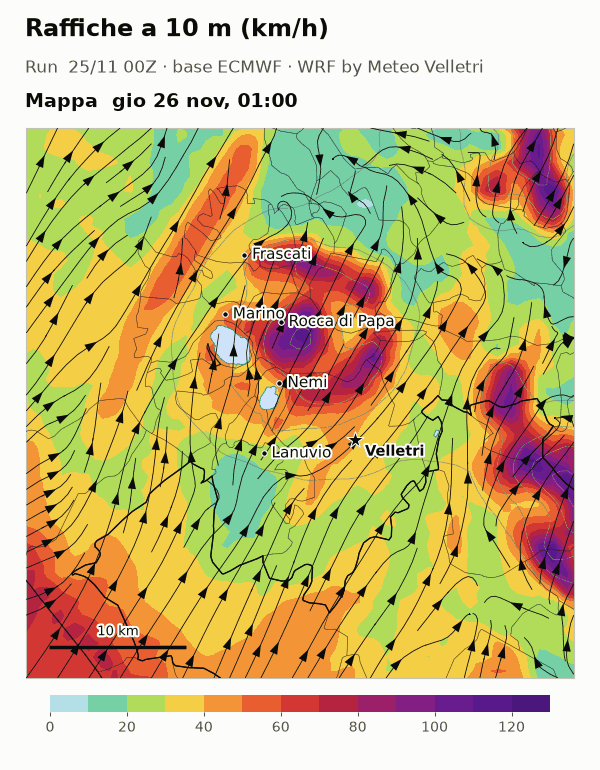 Raffiche a 10 m (km/h)
Run 25/11 00Z · base ECMWF · WRF by Meteo Velletri
Mappa gio 26 nov, 01:00
Frascati
Marino
Rocca di Papa
Nemi
Velletri
Lanuvio
10 km
0 20 40 60 80 100 120